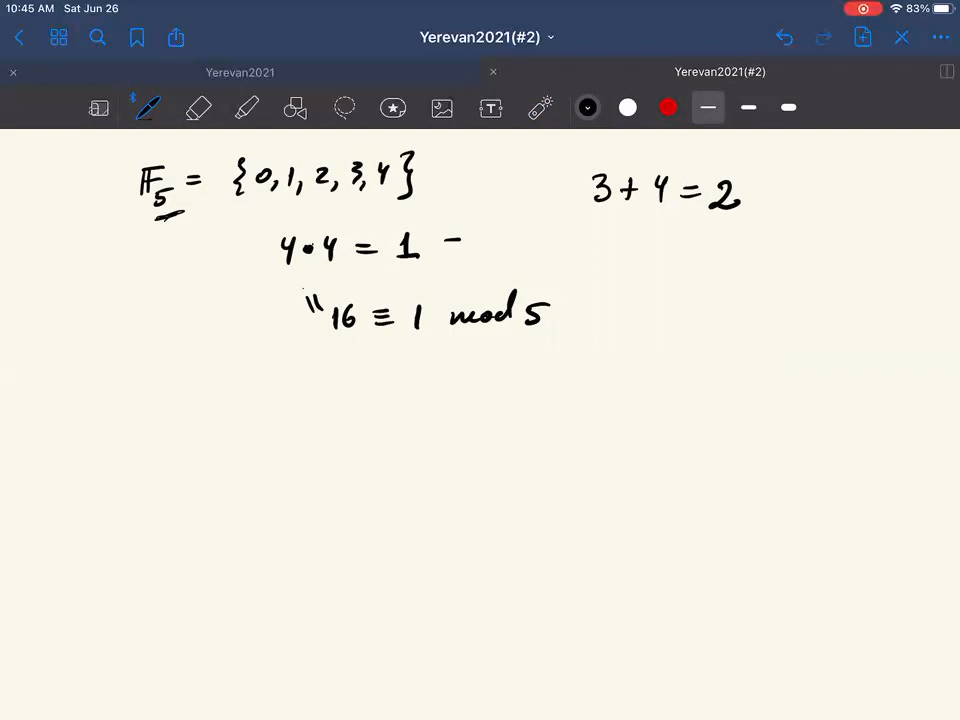 10:45 AM Sat Jun 26 83%
Yerevan2021(#2)
Yerevan2021 Yerevan2021(#2)
𝔽₅ = {0, 1, 2, 3, 4} 3 + 4 = 2
4 • 4 = 1 –
" 16 ≡ 1 mod 5